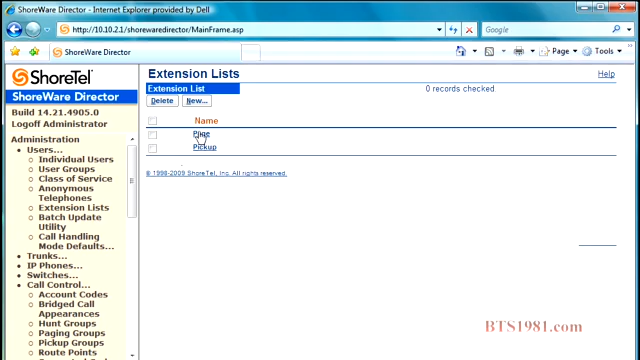 ShoreWare Director - Internet Explorer provided by Dell
http://10.10.2.1/shorewaredirector/MainFrame.asp
Google
ShoreWare Director
Page
Tools
ShoreTel
ShoreWare Director
Build 14.21.4905.0
Logoff Administrator
Administration
Users...
Individual Users
User Groups
Class of Service
Anonymous
Telephones
Extension Lists
Batch Update
Utility
Call Handling
Mode Defaults...
Trunks...
IP Phones...
Switches...
Call Control...
Account Codes
Bridged Call
Appearances
Hunt Groups
Paging Groups
Pickup Groups
Route Points
Extension Lists
Help
Extension List
0 records checked.
Delete
New...
Name
Pickup
© 1998-2009 ShoreTel, Inc. All rights reserved.
BTS1981.com